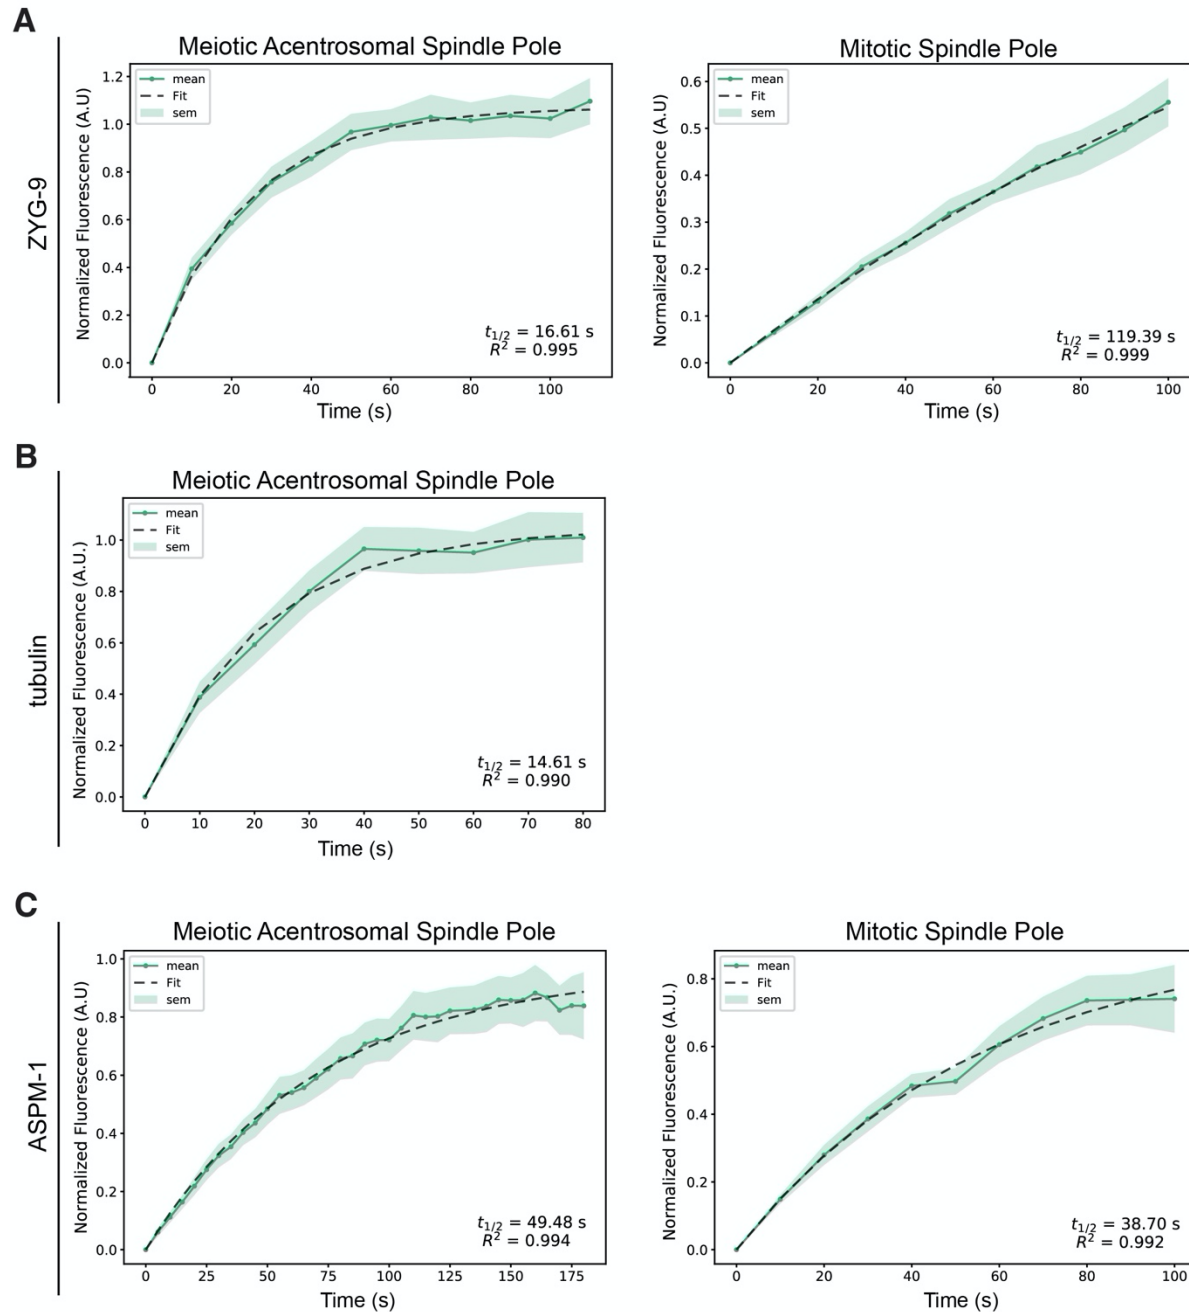 A
ZYG-9
Meiotic Acentrosomal Spindle Pole
mean
Fit
sem
Normalized Fluorescence (A.U)
1.2
1.0
0.8
0.6
0.4
0.2
0.0
t1/2 = 16.61 s
R2 = 0.995
0 20 40 60 80 100
Time (s)
Mitotic Spindle Pole
mean
Fit
sem
Normalized Fluorescence (A.U)
0.6
0.5
0.4
0.3
0.2
0.1
0.0
t1/2 = 119.39 s
R2 = 0.999
0 20 40 60 80 100
Time (s)
B
tubulin
Meiotic Acentrosomal Spindle Pole
mean
Fit
sem
Normalized Fluorescence (A.U.)
1.0
0.8
0.6
0.4
0.2
0.0
t1/2 = 14.61 s
R2 = 0.990
0 10 20 30 40 50 60 70 80
Time (s)
C
ASPM-1
Meiotic Acentrosomal Spindle Pole
mean
Fit
sem
Normalized Fluorescence (A.U)
1.0
0.8
0.6
0.4
0.2
0.0
t1/2 = 49.48 s
R2 = 0.994
0 25 50 75 100 125 150 175
Time (s)
Mitotic Spindle Pole
mean
Fit
sem
Normalized Fluorescence (A.U.)
0.8
0.6
0.4
0.2
0.0
t1/2 = 38.70 s
R2 = 0.992
0 20 40 60 80 100
Time (s)